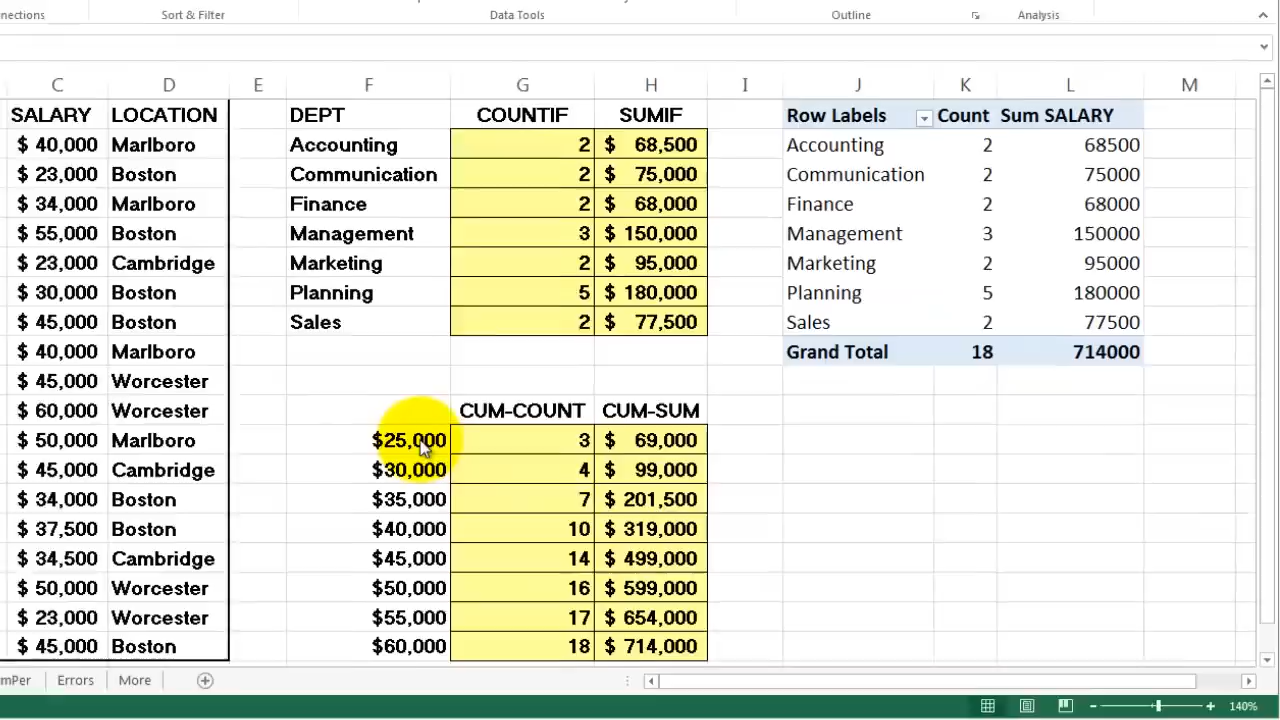 nnections Sort & Filter Data Tools Outline Analysis
C D E F G H I J K L M
SALARY LOCATION DEPT COUNTIF SUMIF Row Labels Count Sum SALARY
$ 40,000 Marlboro Accounting 2 $ 68,500 Accounting 2 68500
$ 23,000 Boston Communication 2 $ 75,000 Communication 2 75000
$ 34,000 Marlboro Finance 2 $ 68,000 Finance 2 68000
$ 55,000 Boston Management 3 $ 150,000 Management 3 150000
$ 23,000 Cambridge Marketing 2 $ 95,000 Marketing 2 95000
$ 30,000 Boston Planning 5 $ 180,000 Planning 5 180000
$ 45,000 Boston Sales 2 $ 77,500 Sales 2 77500
$ 40,000 Marlboro Grand Total 18 714000
$ 45,000 Worcester
$ 60,000 Worcester CUM-COUNT CUM-SUM
$ 50,000 Marlboro $25,000 3 $ 69,000
$ 45,000 Cambridge $30,000 4 $ 99,000
$ 34,000 Boston $35,000 7 $ 201,500
$ 37,500 Boston $40,000 10 $ 319,000
$ 34,500 Cambridge $45,000 14 $ 499,000
$ 50,000 Worcester $50,000 16 $ 599,000
$ 23,000 Worcester $55,000 17 $ 654,000
$ 45,000 Boston $60,000 18 $ 714,000
mPer Errors More
140%